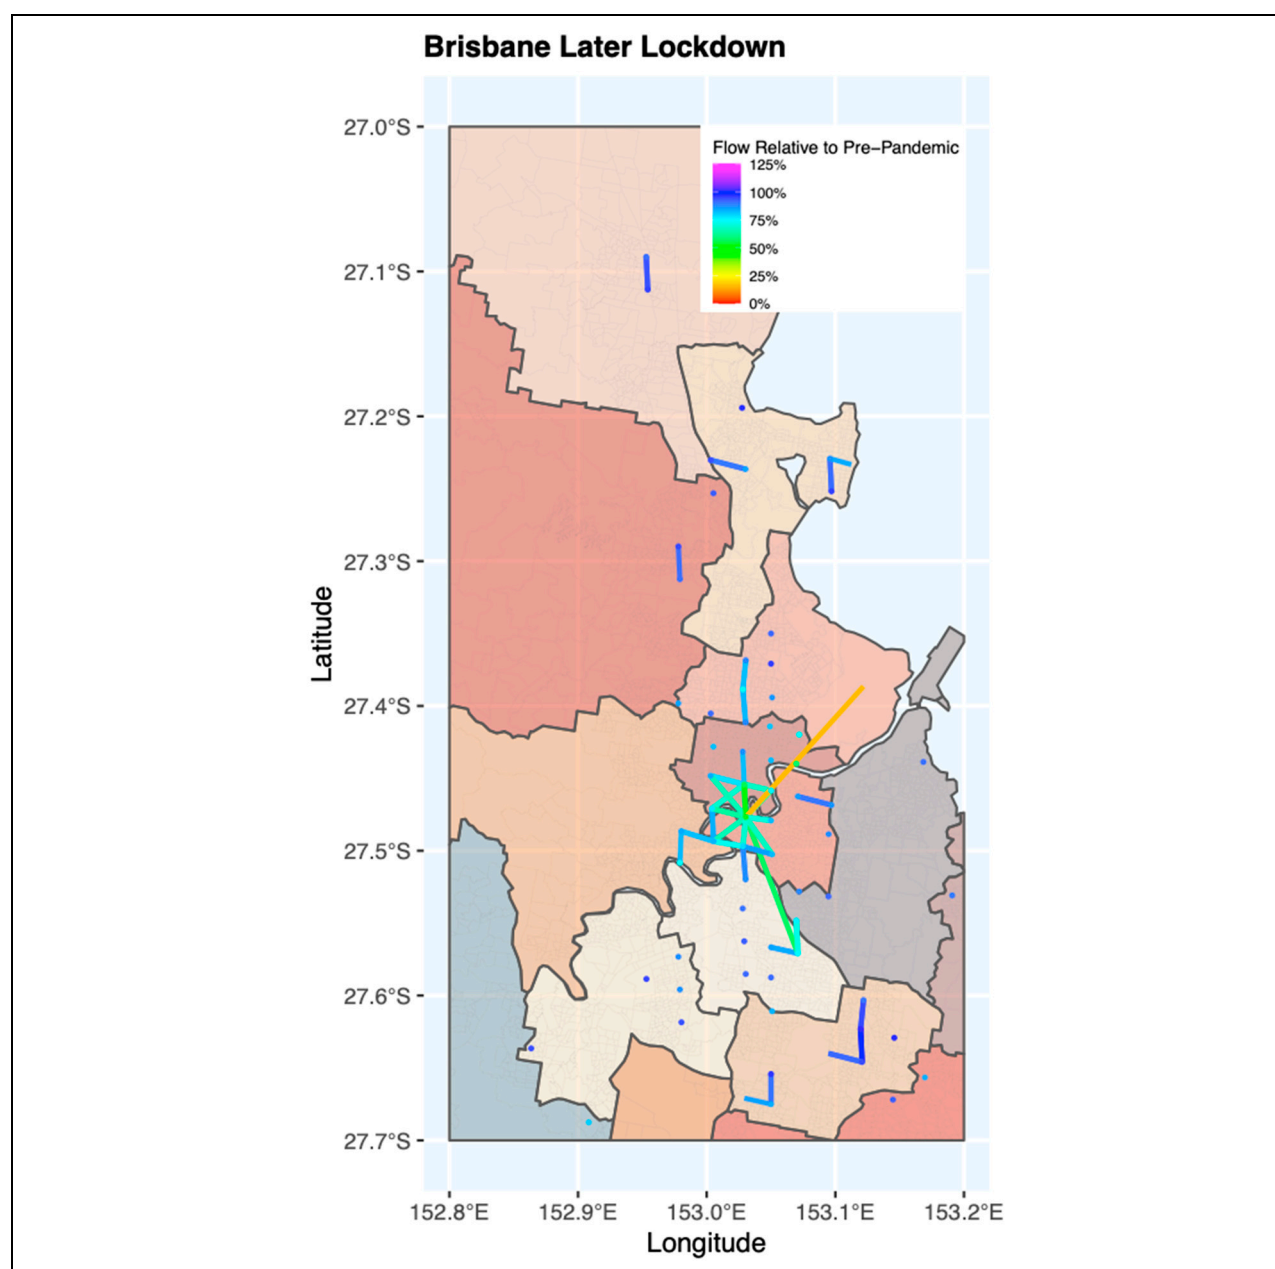 Brisbane Later Lockdown
Flow Relative to Pre−Pandemic
125%
100%
75%
50%
25%
0%
27.0°S
27.1°S
27.2°S
27.3°S
27.4°S
27.5°S
27.6°S
27.7°S
Latitude
152.8°E 152.9°E 153.0°E 153.1°E 153.2°E
Longitude